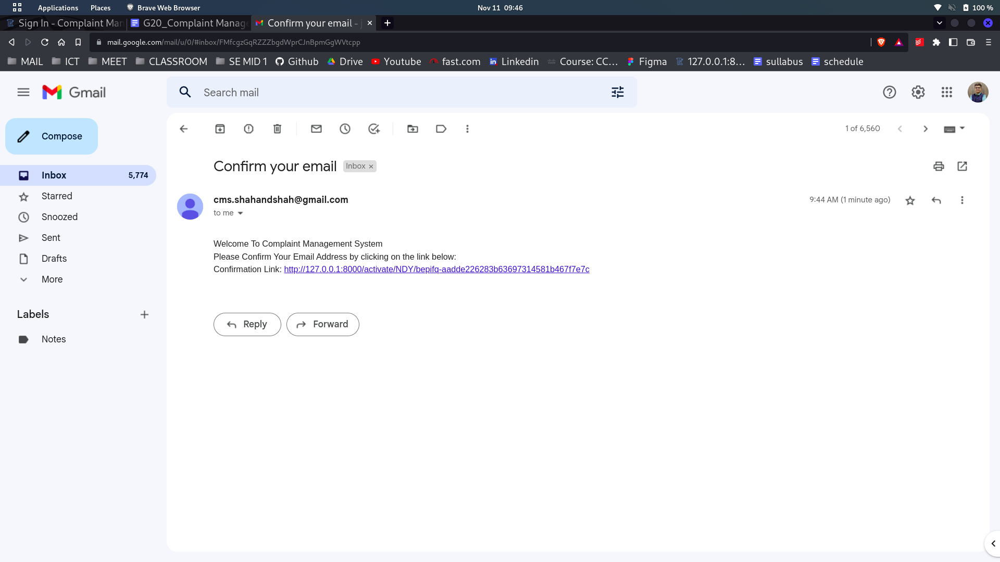 Applications Places Brave Web Browser Nov 11 09:46 100 %
Sign In - Complaint Man G20_Complaint Manage Confirm your email -
mail.google.com/mail/u/0/#inbox/FMfcgzGqRZZZbgdWprCJnBpmGgWVtcpp
MAIL ICT MEET CLASSROOM SE MID 1 Github Drive Youtube fast.com Linkedin Course: CC... Figma 127.0.0.1:8... sullabus schedule
Gmail Search mail
Compose 1 of 6,560
Confirm your email Inbox ×
Inbox 5,774
Starred
Snoozed
Sent
Drafts
More
Labels +
Notes
cms.shahandshah@gmail.com 9:44 AM (1 minute ago)
to me
Welcome To Complaint Management System
Please Confirm Your Email Address by clicking on the link below:
Confirmation Link: http://127.0.0.1:8000/activate/NDY/bepifq-aadde226283b63697314581b467f7e7c
Reply Forward